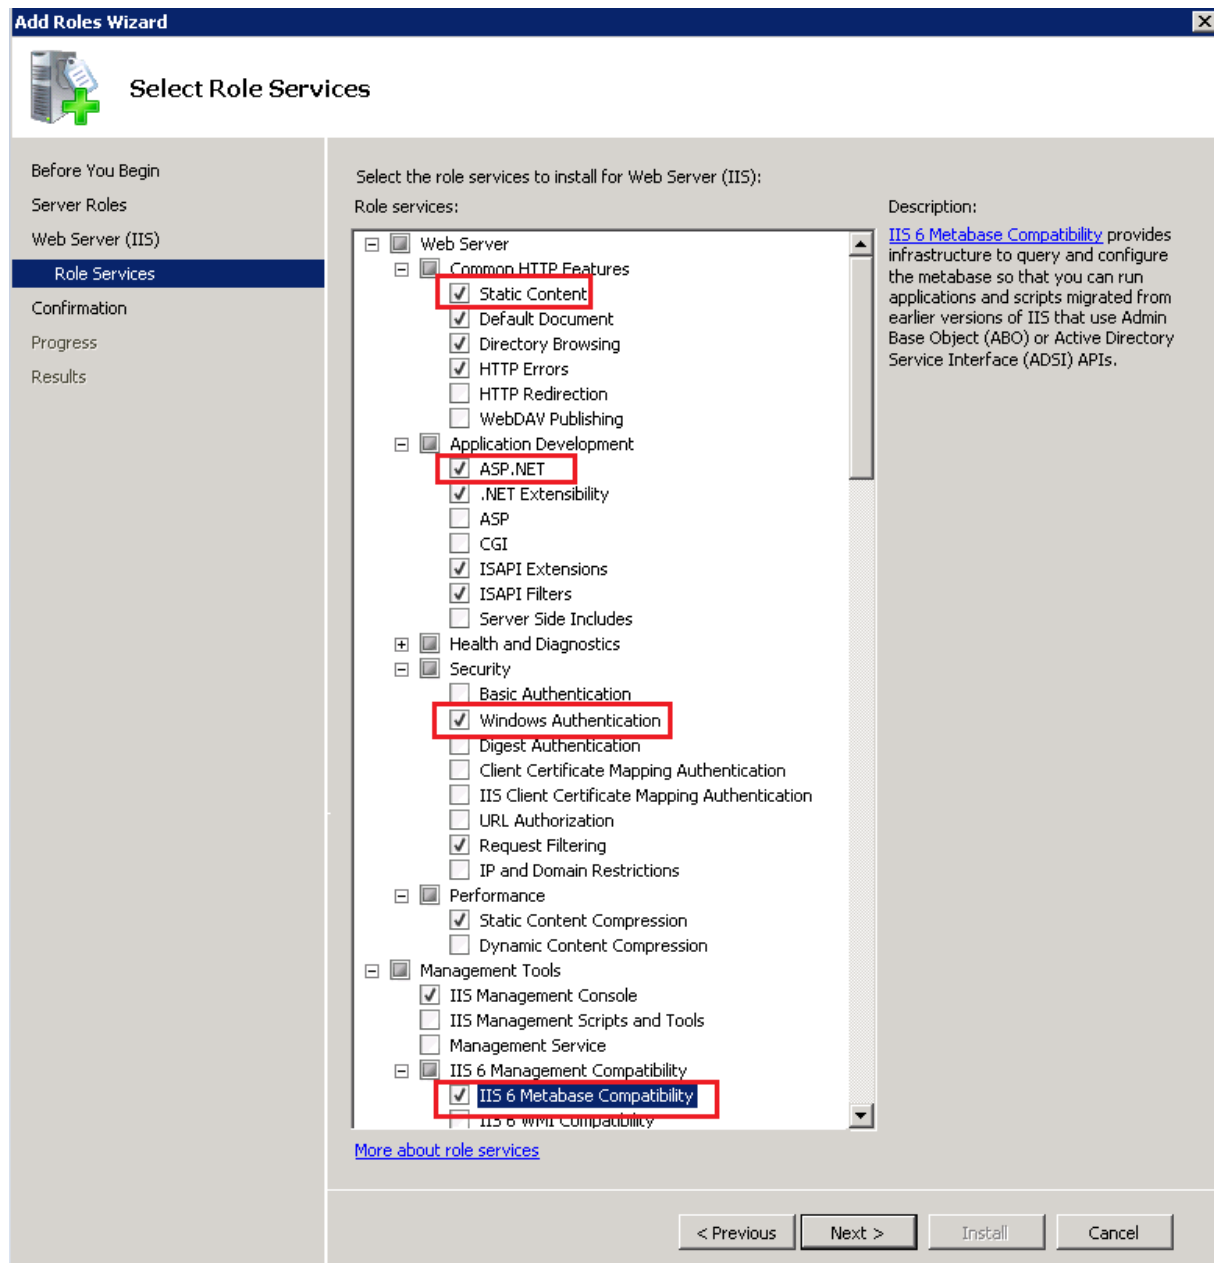 Add Roles Wizard
Select Role Services
Before You Begin
Server Roles
Web Server (IIS)
Role Services
Confirmation
Progress
Results
Select the role services to install for Web Server (IIS):
Role services:
Web Server
Common HTTP Features
Static Content
Default Document
Directory Browsing
HTTP Errors
HTTP Redirection
WebDAV Publishing
Application Development
ASP.NET
.NET Extensibility
ASP
CGI
ISAPI Extensions
ISAPI Filters
Server Side Includes
Health and Diagnostics
Security
Basic Authentication
Windows Authentication
Digest Authentication
Client Certificate Mapping Authentication
IIS Client Certificate Mapping Authentication
URL Authorization
Request Filtering
IP and Domain Restrictions
Performance
Static Content Compression
Dynamic Content Compression
Management Tools
IIS Management Console
IIS Management Scripts and Tools
Management Service
IIS 6 Management Compatibility
IIS 6 Metabase Compatibility
IIS 6 WMI Compatibility
More about role services
Description:
IIS 6 Metabase Compatibility provides
infrastructure to query and configure
the metabase so that you can run
applications and scripts migrated from
earlier versions of IIS that use Admin
Base Object (ABO) or Active Directory
Service Interface (ADSI) APIs.
< Previous
Next >
Install
Cancel